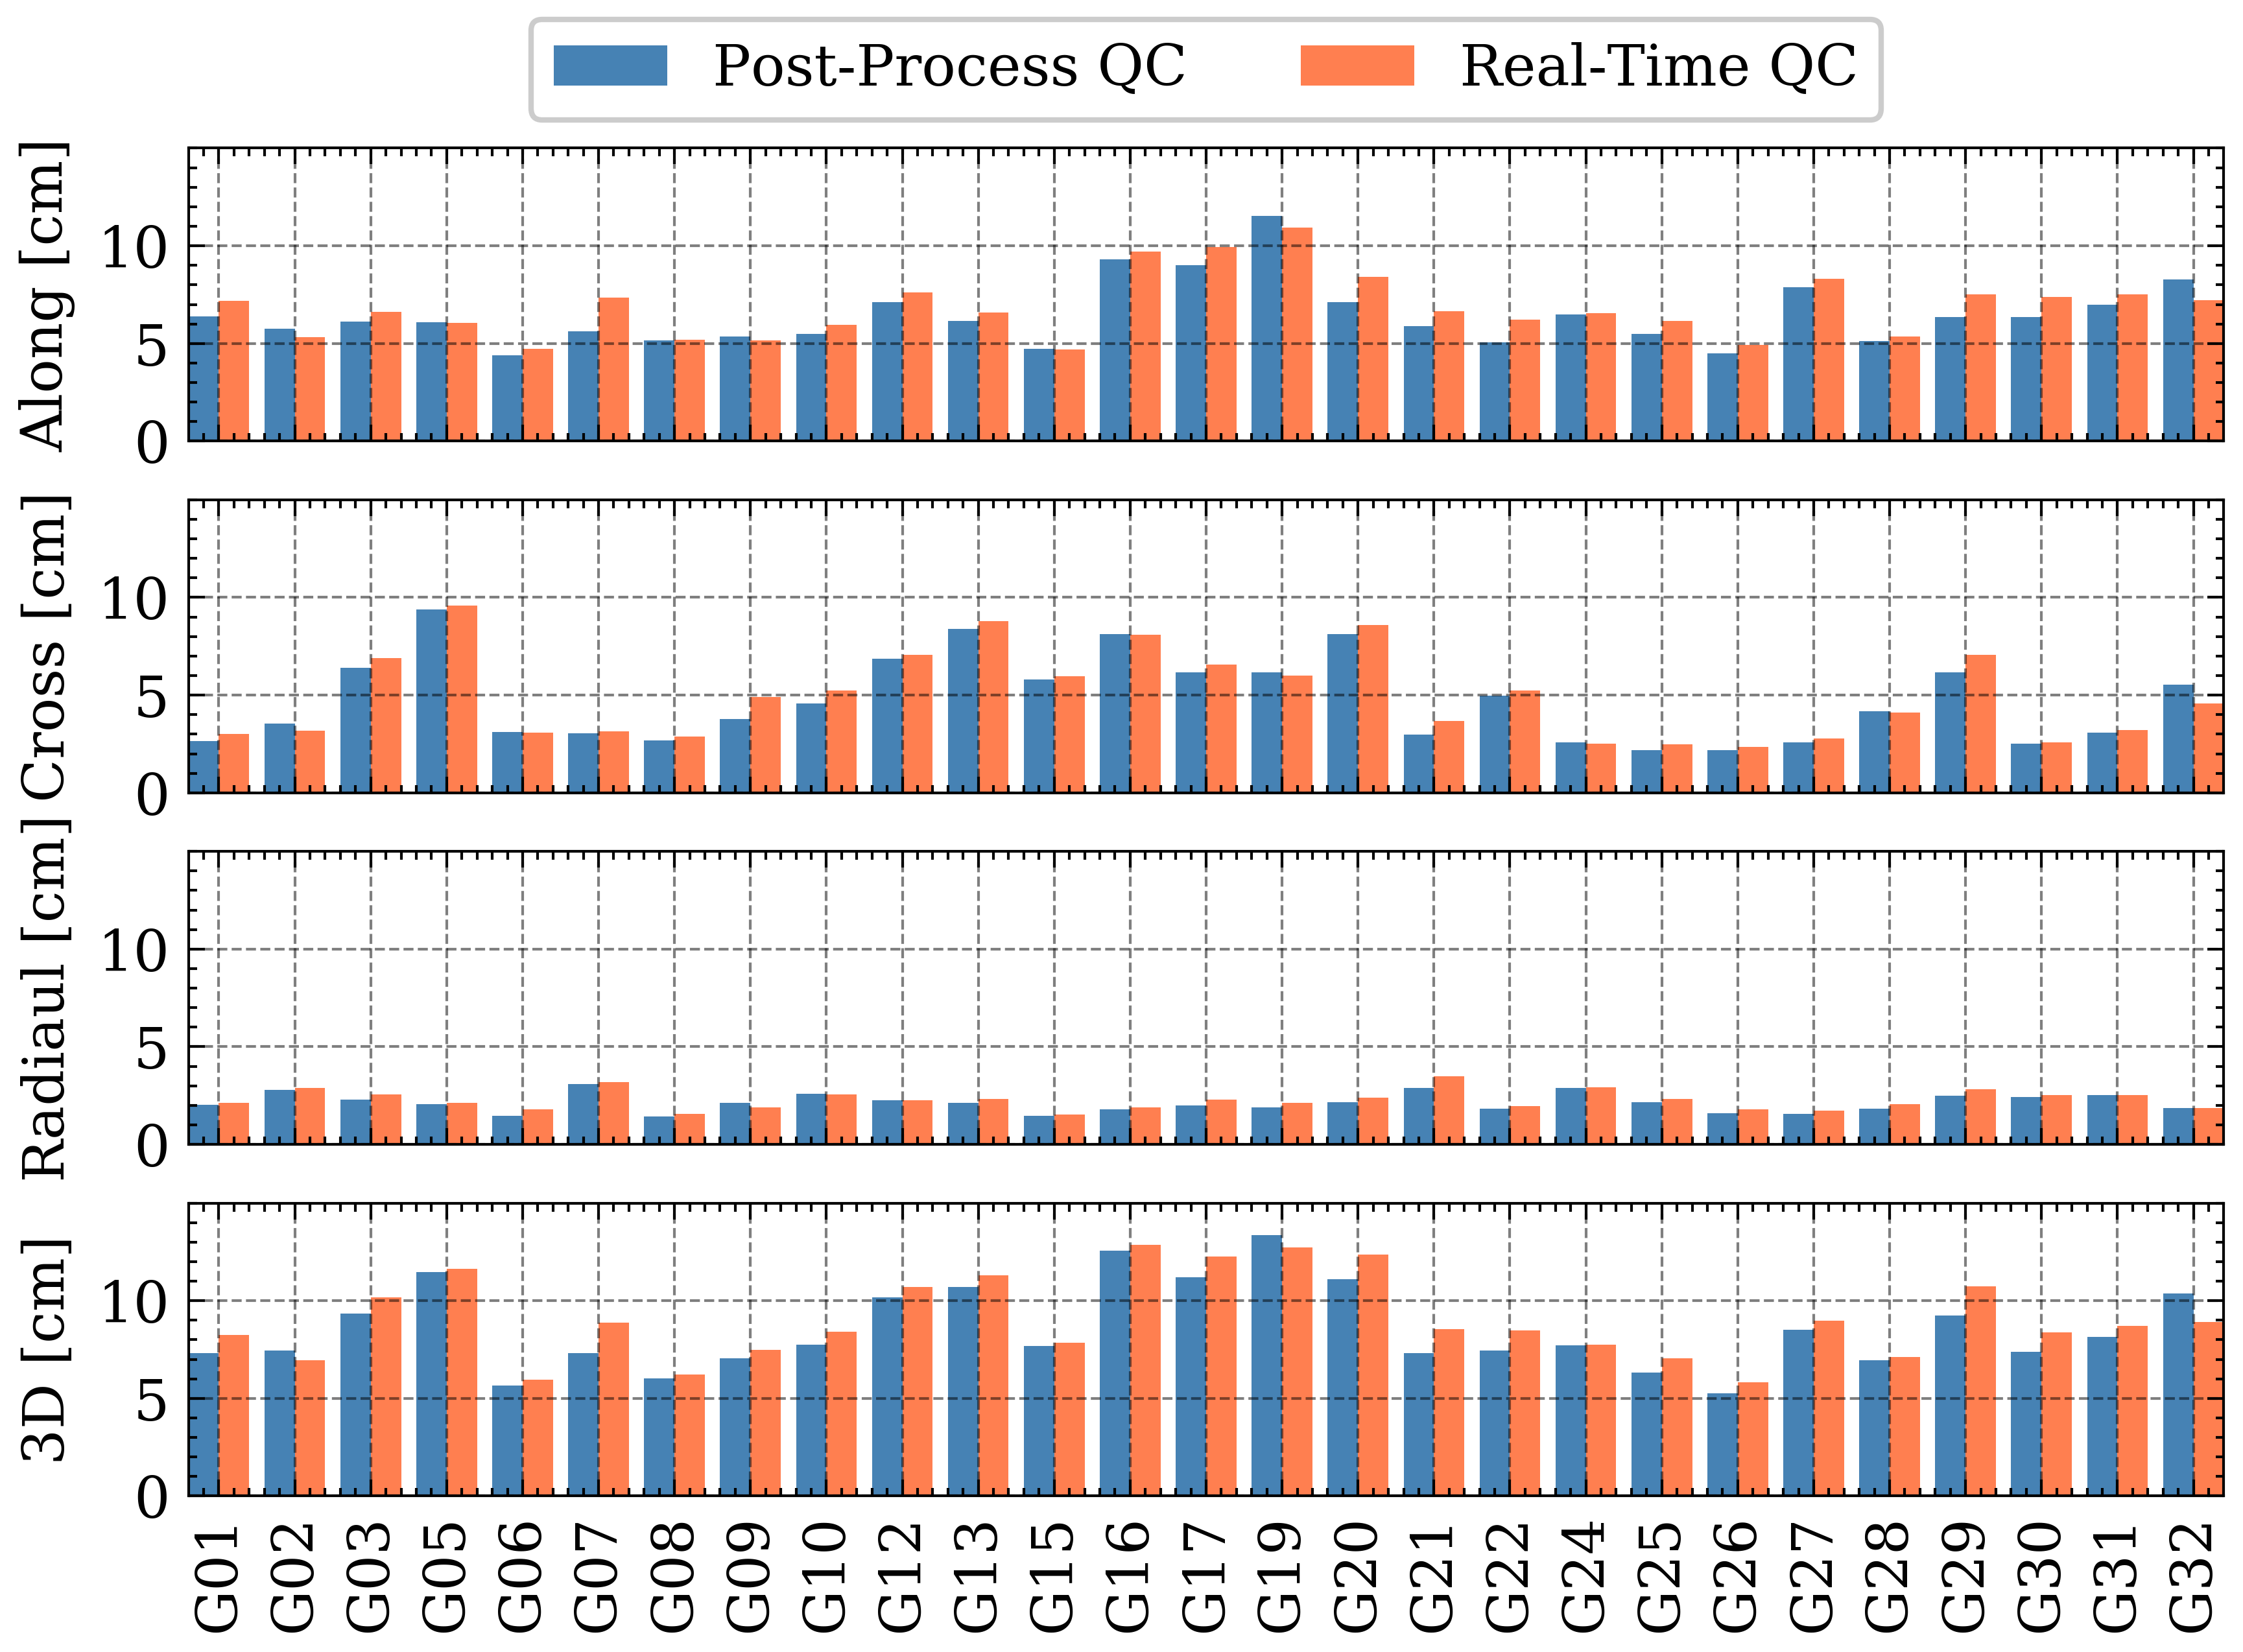 Post-Process QC Real-Time QC
Along [cm]
10
5
0
Cross [cm]
10
5
0
Radiaul [cm]
10
5
0
3D [cm]
10
5
0
G01 G02 G03 G05 G06 G07 G08 G09 G10 G12 G13 G15 G16 G17 G19 G20 G21 G22 G24 G25 G26 G27 G28 G29 G30 G31 G32